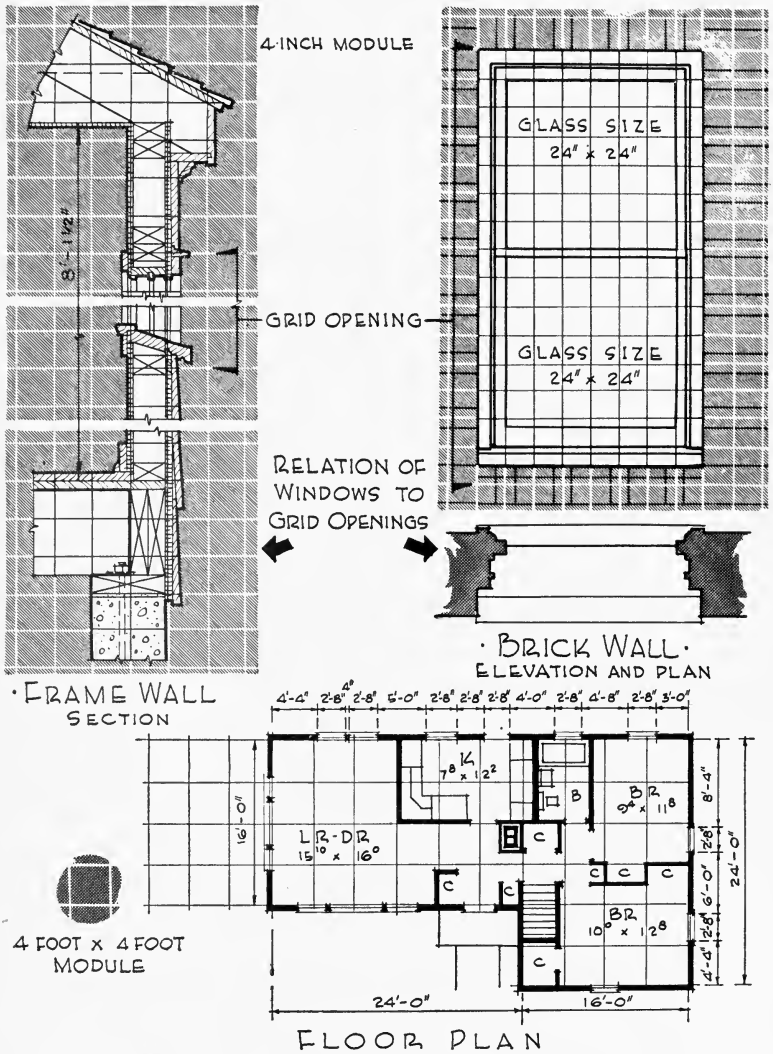 4-INCH MODULE
8'-1 1/2"
GLASS SIZE
24" x 24"
GRID OPENING
GLASS SIZE
24" x 24"
RELATION OF
WINDOWS TO
GRID OPENINGS
· BRICK WALL ·
ELEVATION AND PLAN
· FRAME WALL
SECTION
4'-4" 2'-8" 4" 2'-8" 5'-0" 2'-8" 2'-8" 2'-8" 4'-0" 2'-8" 4'-8" 2'-8" 3'-0"
K
7⁸ x 12²
B
BR
9⁴ x 11⁸
8'-4"
16'-0"
LR-DR
15¹⁰ x 16⁰
C
2'-8"
24'-0"
C
C
C
C
C
6'-0"
BR
10⁰ x 12⁸
2'-8"
4 FOOT x 4 FOOT
MODULE
C
4'-4"
24'-0"
16'-0"
FLOOR PLAN